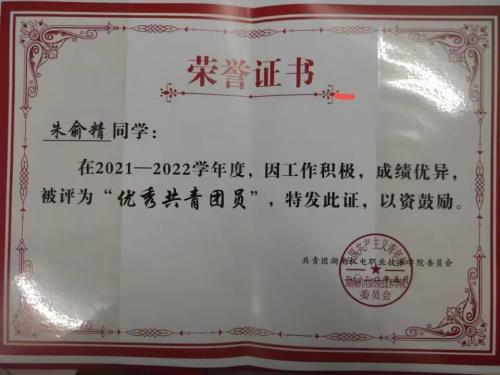 荣誉证书
朱俞精同学：
在2021—2022学年度，因工作积极，成绩优异，
被评为“优秀共青团员”，特发此证，以资鼓励。
共青团湖南机电职业技术学院委员会
委员会